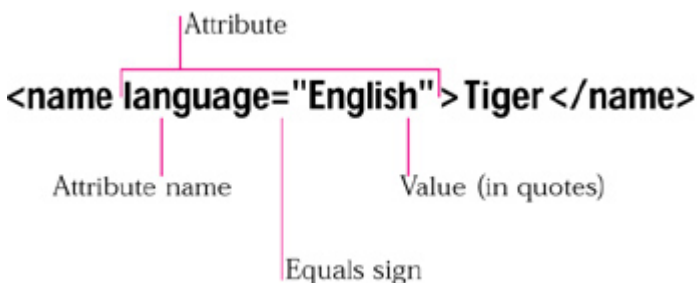 Attribute
<name language="English">Tiger</name>
Attribute name
Value (in quotes)
Equals sign